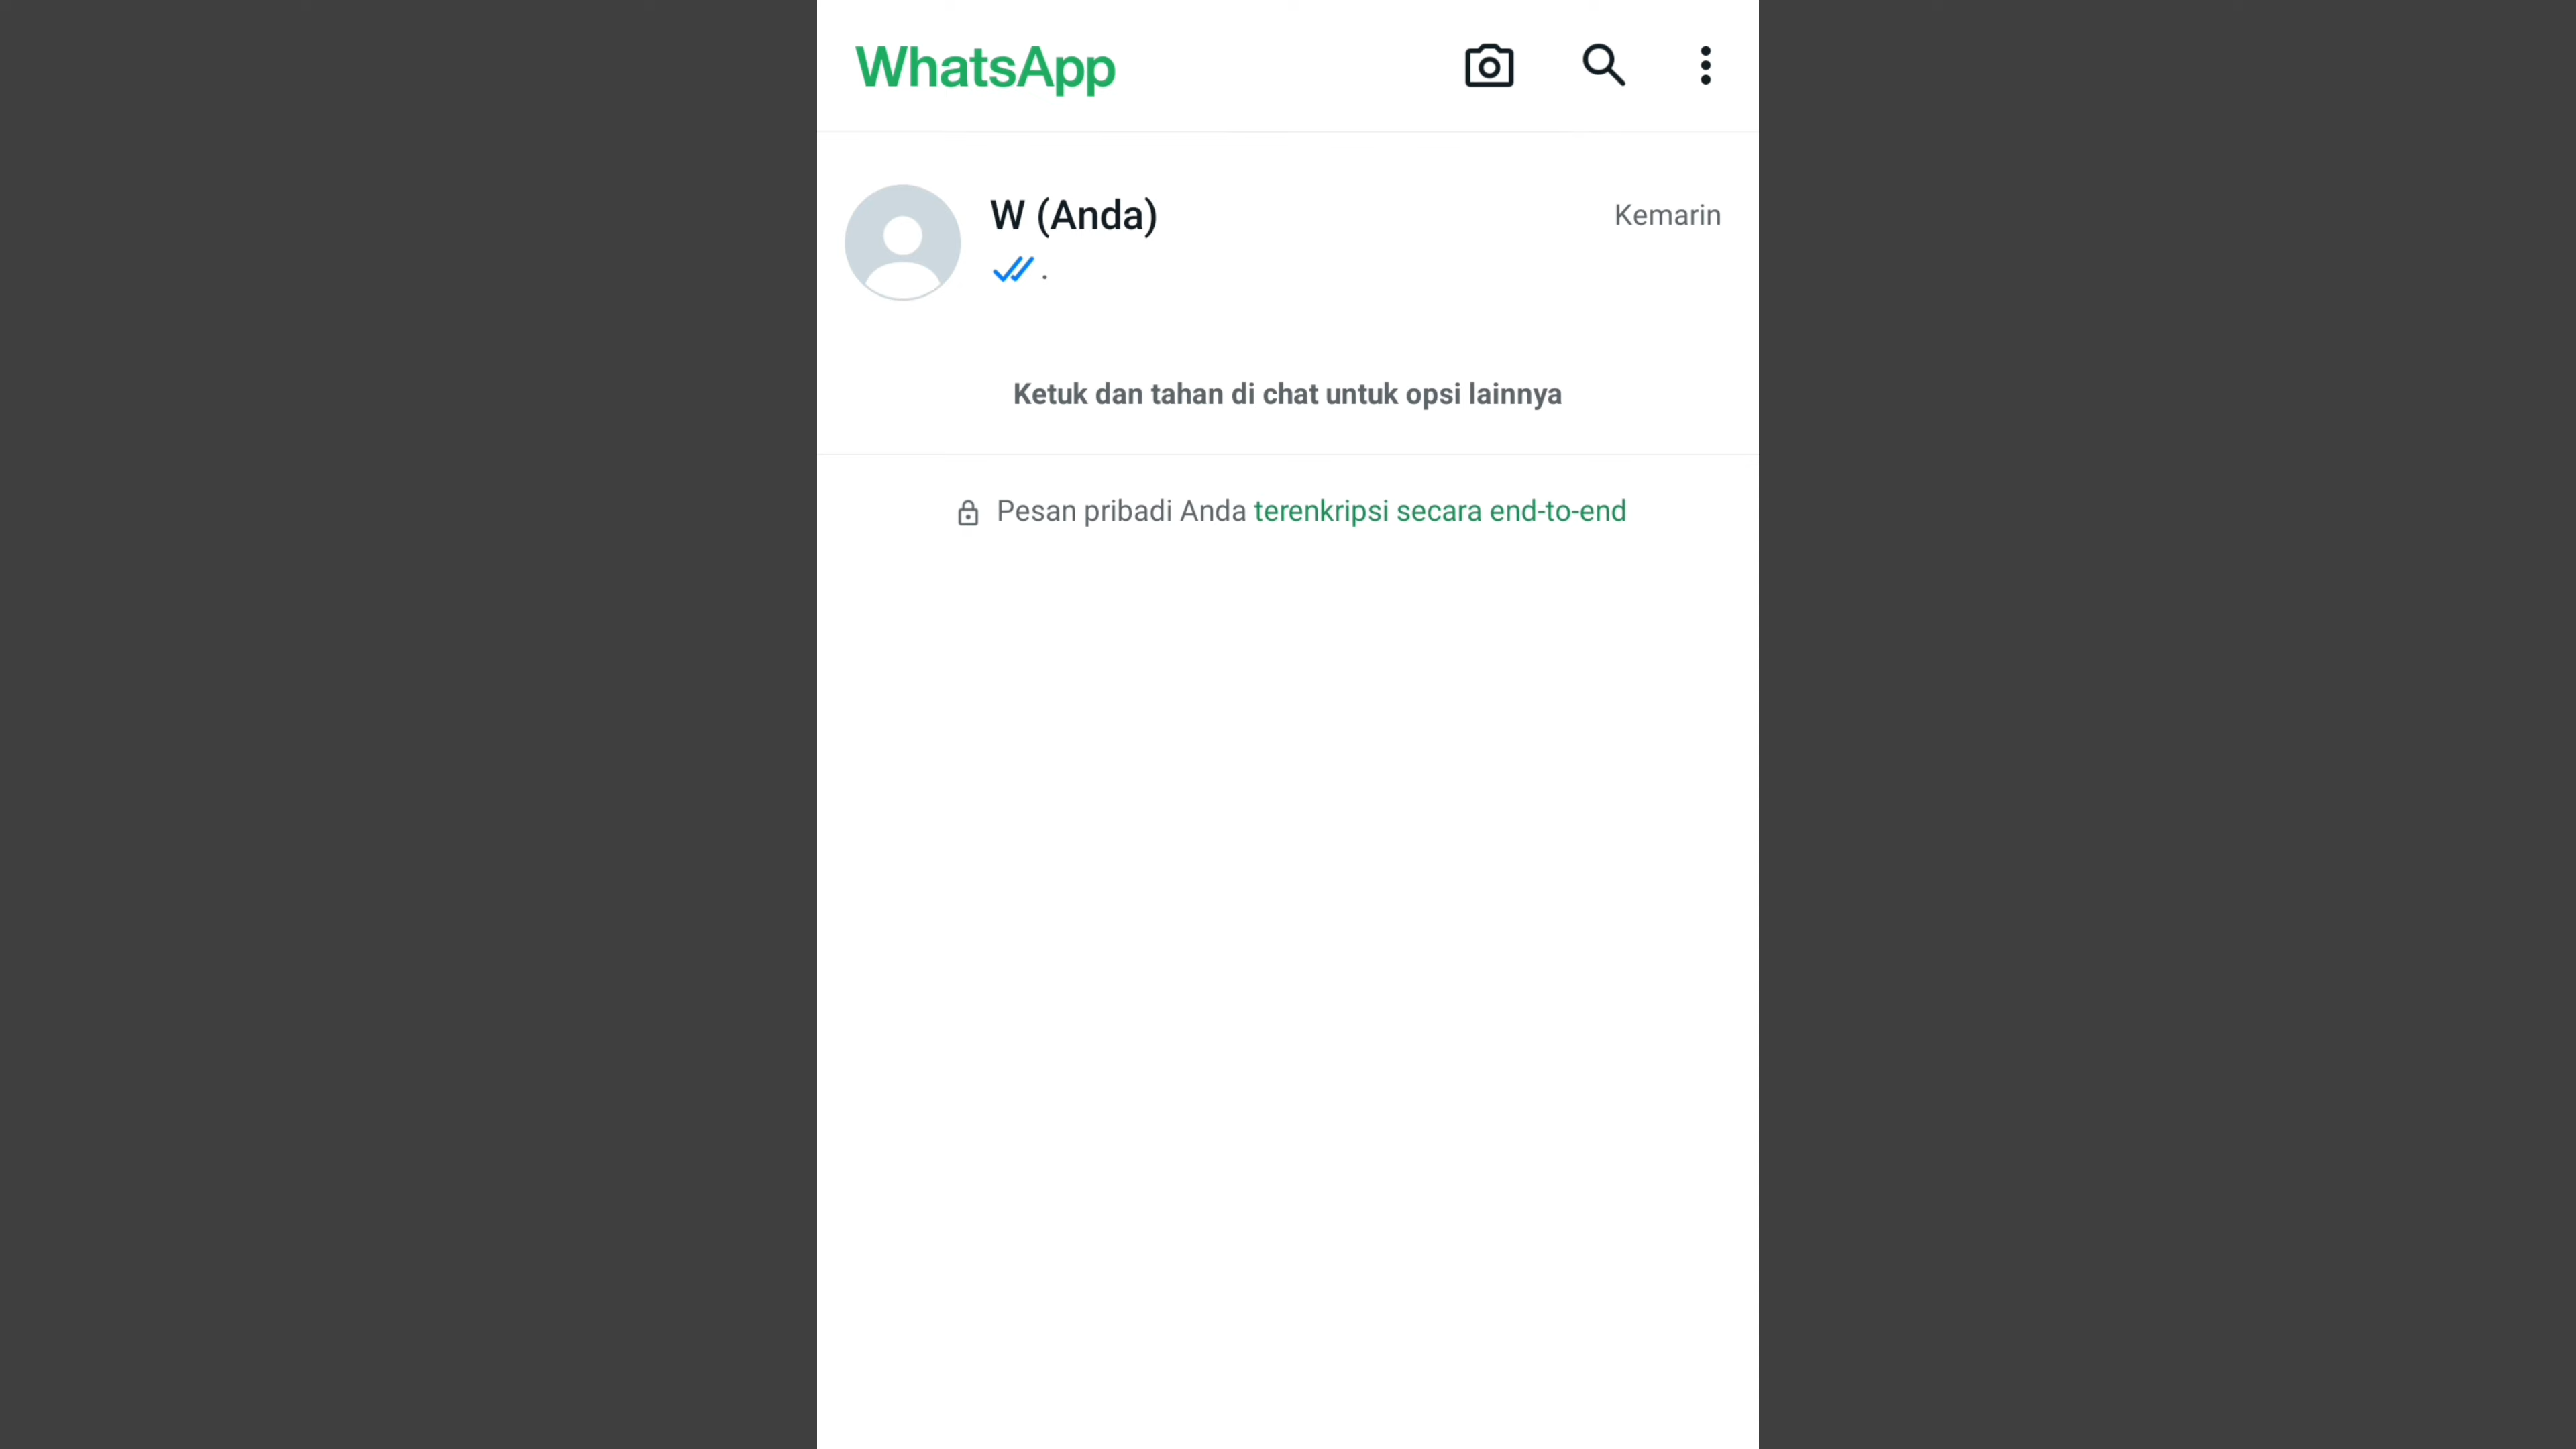 WhatsApp
W (Anda)
Kemarin
.
Ketuk dan tahan di chat untuk opsi lainnya
Pesan pribadi Anda terenkripsi secara end-to-end